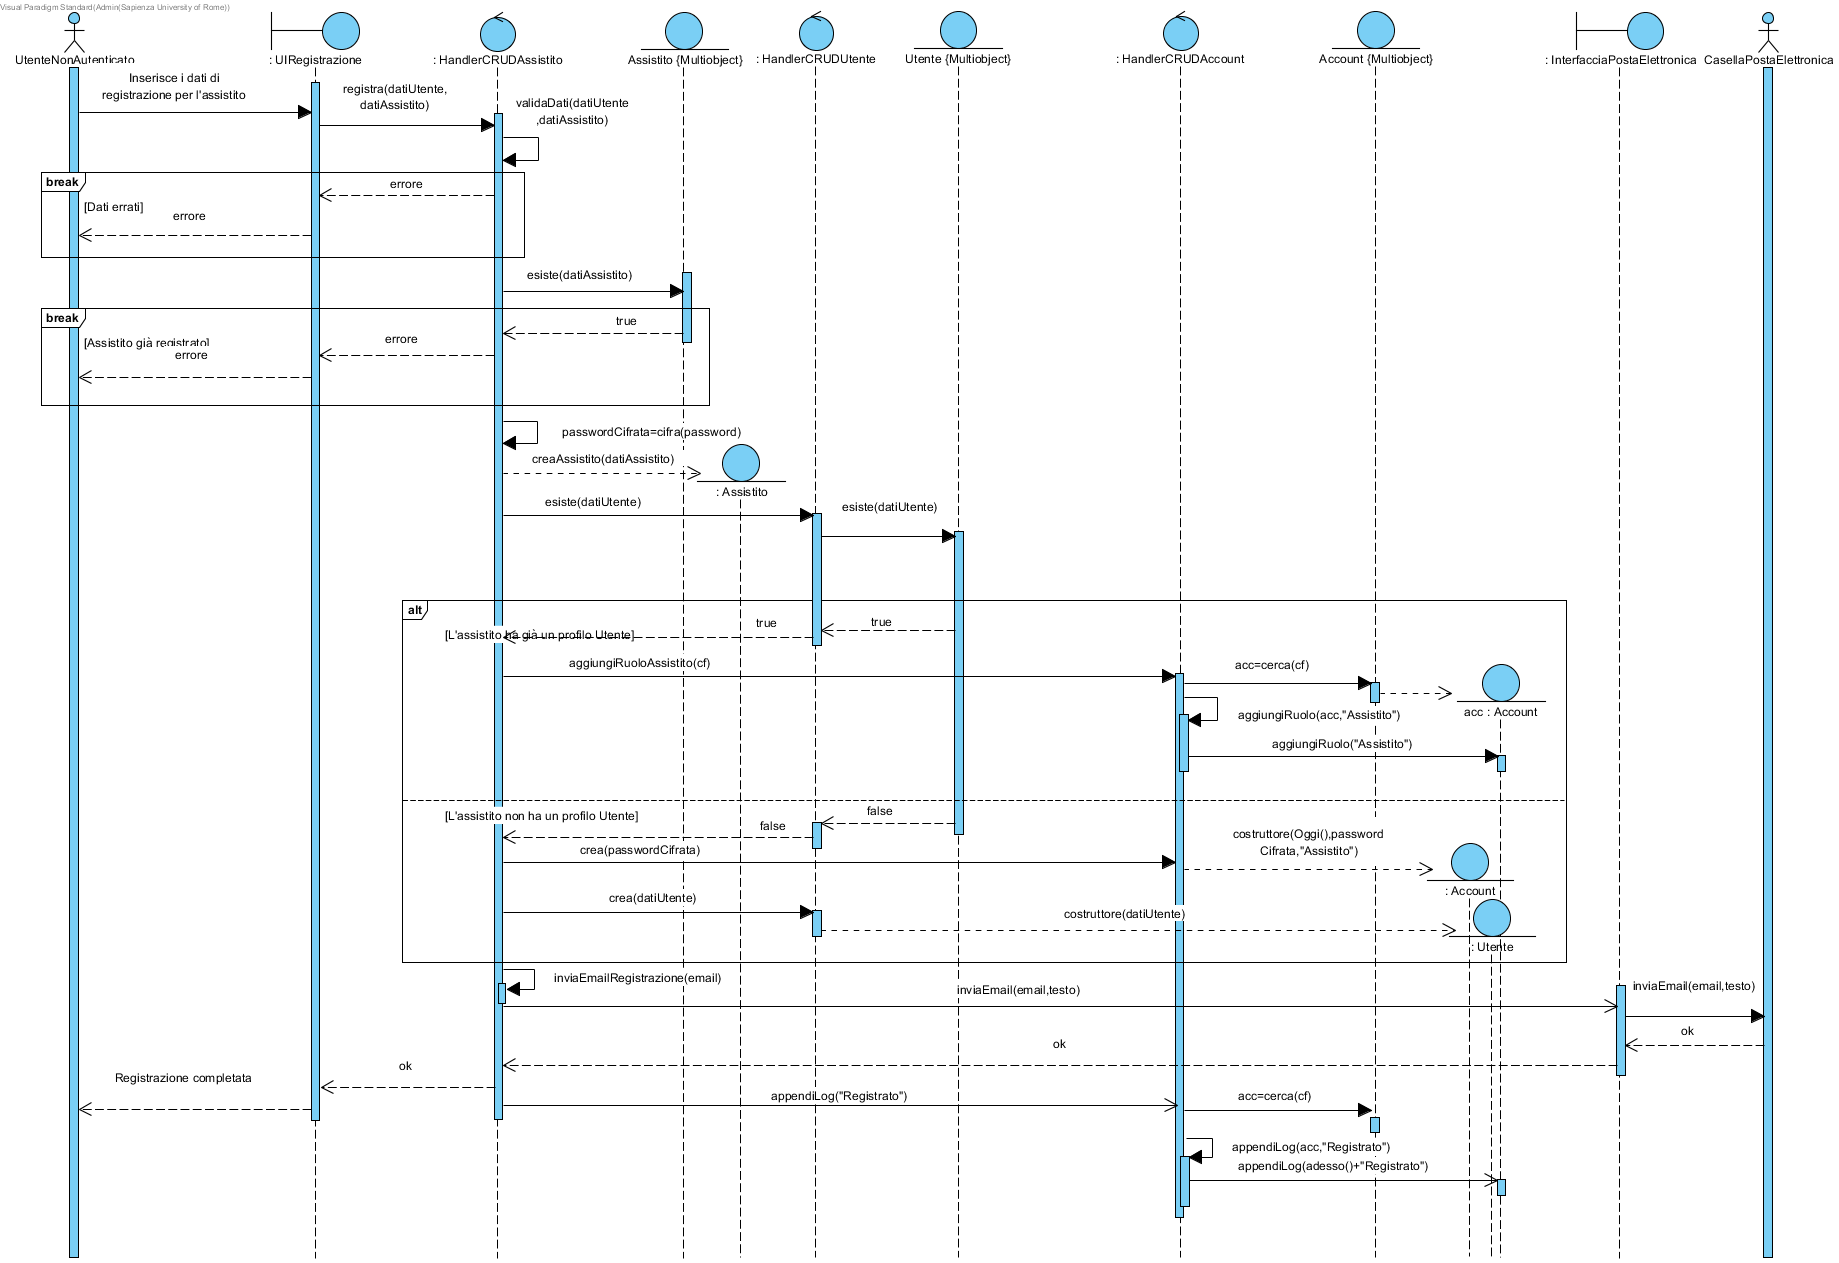 Visual Paradigm Standard(Admin(Sapienza University of Rome))
UtenteNonAutenticato
: UIRegistrazione
: HandlerCRUDAssistito
Assistito {Multiobject}
: HandlerCRUDUtente
Utente {Multiobject}
: HandlerCRUDAccount
Account {Multiobject}
: InterfacciaPostaElettronica
CasellaPostaElettronica
Inserisce i dati di
registrazione per l'assistito
registra(datiUtente,
datiAssistito)
validaDati(datiUtente
,datiAssistito)
break
errore
[Dati errati]
errore
esiste(datiAssistito)
break
true
errore
[Assistito già registrato]
errore
passwordCifrata=cifra(password)
creaAssistito(datiAssistito)
: Assistito
esiste(datiUtente)
esiste(datiUtente)
alt
true
true
[L'assistito ha già un profilo Utente]
aggiungiRuoloAssistito(cf)
acc=cerca(cf)
acc : Account
aggiungiRuolo(acc,"Assistito")
aggiungiRuolo("Assistito")
[L'assistito non ha un profilo Utente]
false
false
costruttore(Oggi(),password
Cifrata,"Assistito")
crea(passwordCifrata)
: Account
crea(datiUtente)
costruttore(datiUtente)
: Utente
inviaEmailRegistrazione(email)
inviaEmail(email,testo)
inviaEmail(email,testo)
ok
ok
ok
Registrazione completata
appendiLog("Registrato")
acc=cerca(cf)
appendiLog(acc,"Registrato")
appendiLog(adesso()+"Registrato")